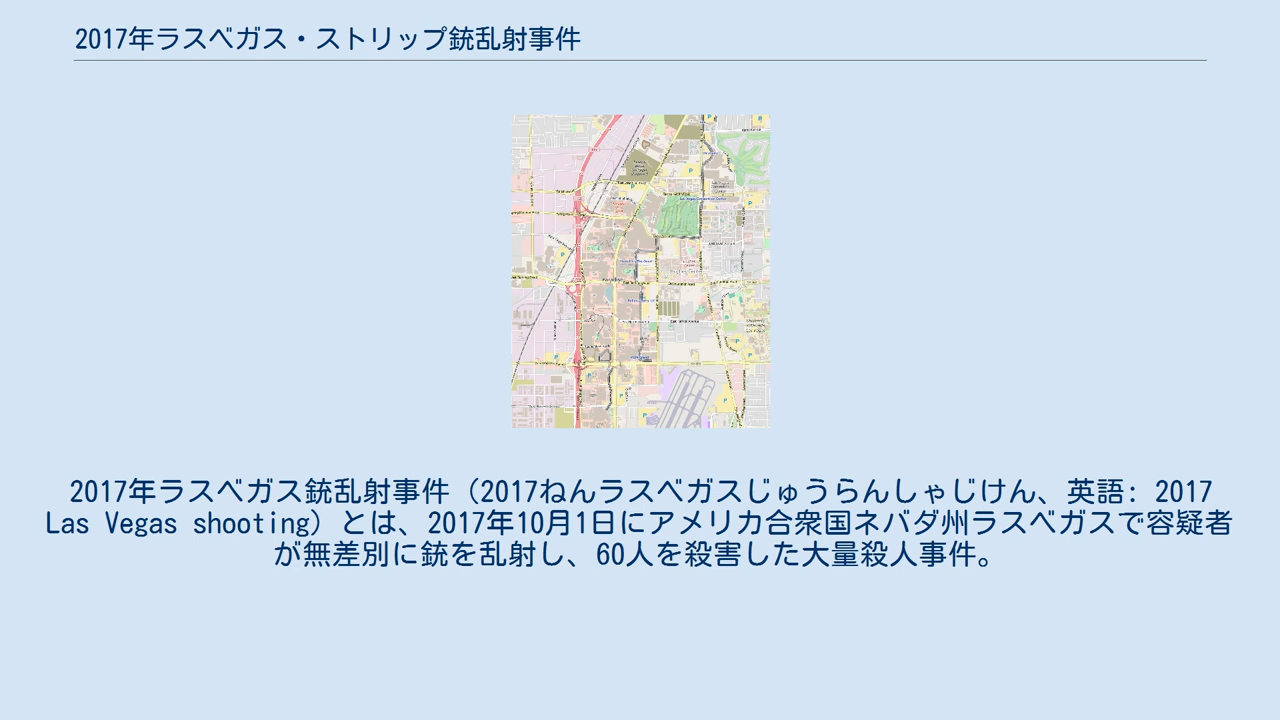 2017年ラスベガス・ストリップ銃乱射事件
2017年ラスベガス銃乱射事件（2017ねんラスベガスじゅうらんしゃじけん、英語: 2017
Las Vegas shooting）とは、2017年10月1日にアメリカ合衆国ネバダ州ラスベガスで容疑者
が無差別に銃を乱射し、60人を殺害した大量殺人事件。